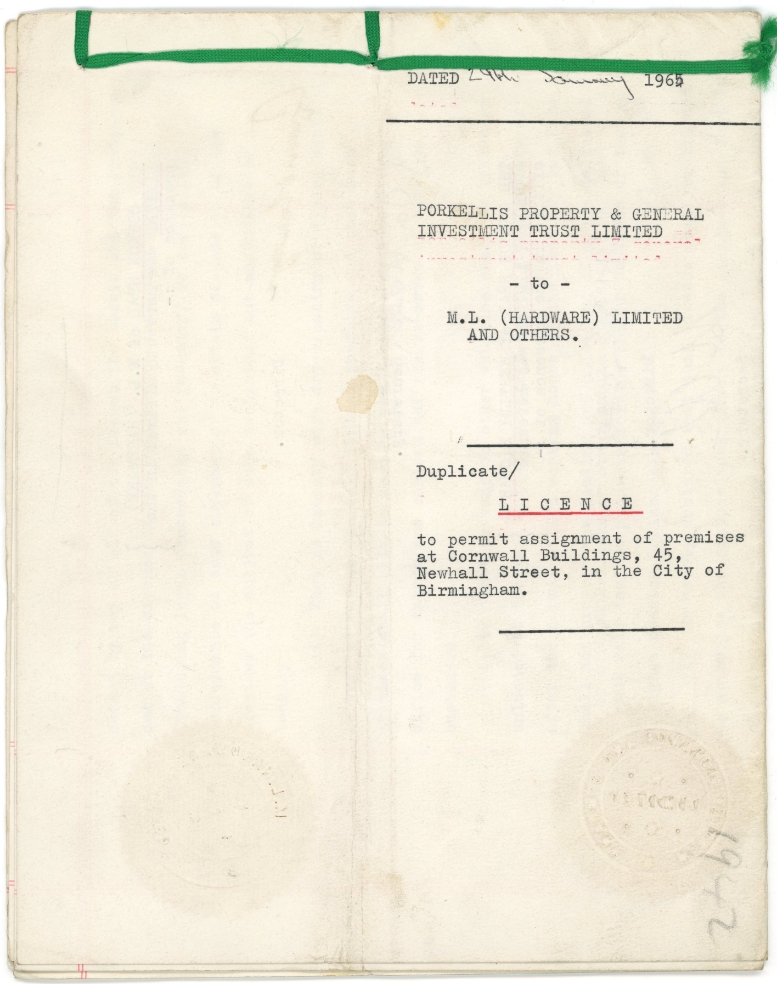 DATED 29th January 1965
PORKELLIS PROPERTY & GENERAL
INVESTMENT TRUST LIMITED
- to -
M.L. (HARDWARE) LIMITED
AND OTHERS.
Duplicate/
LICENCE
to permit assignment of premises
at Cornwall Buildings, 45,
Newhall Street, in the City of
Birmingham.
1942